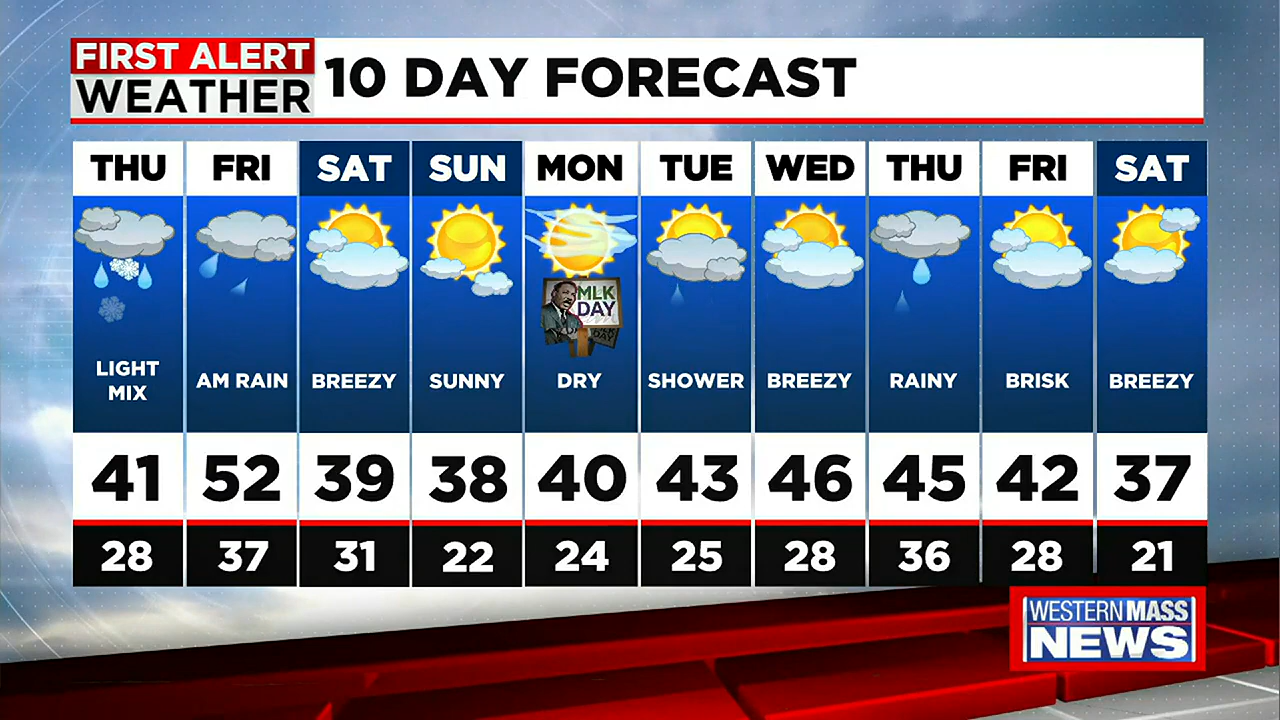 FIRST ALERT
WEATHER
10 DAY FORECAST
THU FRI SAT SUN MON TUE WED THU FRI SAT
MLK
DAY
MLK
DAY
LIGHT
MIX
AM RAIN BREEZY SUNNY DRY SHOWER BREEZY RAINY BRISK BREEZY
41 52 39 38 40 43 46 45 42 37
28 37 31 22 24 25 28 36 28 21
WESTERN MASS
NEWS